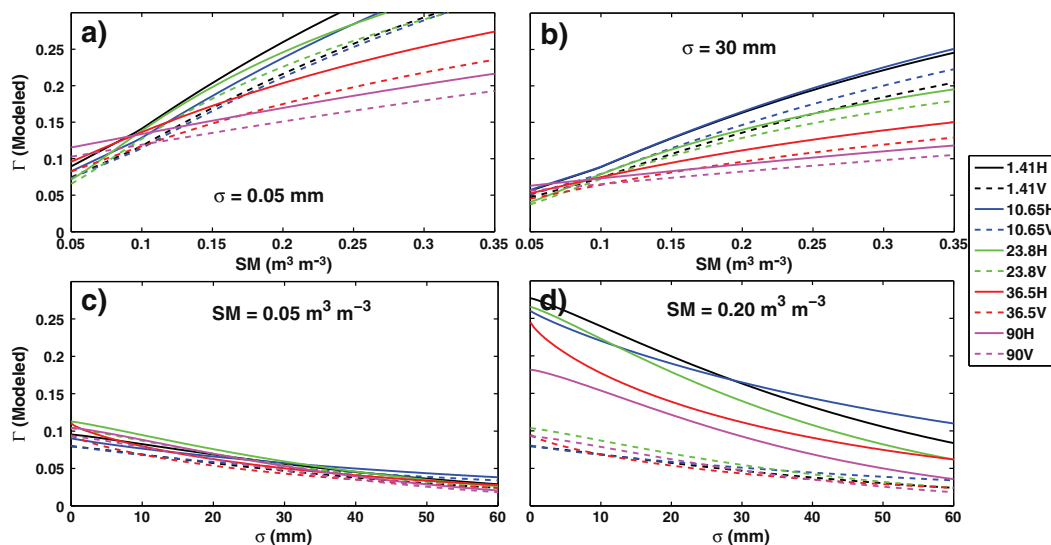 a)
σ = 0.05 mm
Γ (Modeled)
0.25
0.2
0.15
0.1
0.05
0
0.05 0.1 0.15 0.2 0.25 0.3 0.35
SM (m³ m⁻³)
b)
σ = 30 mm
0.05 0.1 0.15 0.2 0.25 0.3 0.35
SM (m³ m⁻³)
1.41H
1.41V
10.65H
10.65V
23.8H
23.8V
36.5H
36.5V
90H
90V
c)
SM = 0.05 m³ m⁻³
Γ (Modeled)
0.25
0.2
0.15
0.1
0.05
0
0 10 20 30 40 50 60
σ (mm)
d)
SM = 0.20 m³ m⁻³
0 10 20 30 40 50 60
σ (mm)